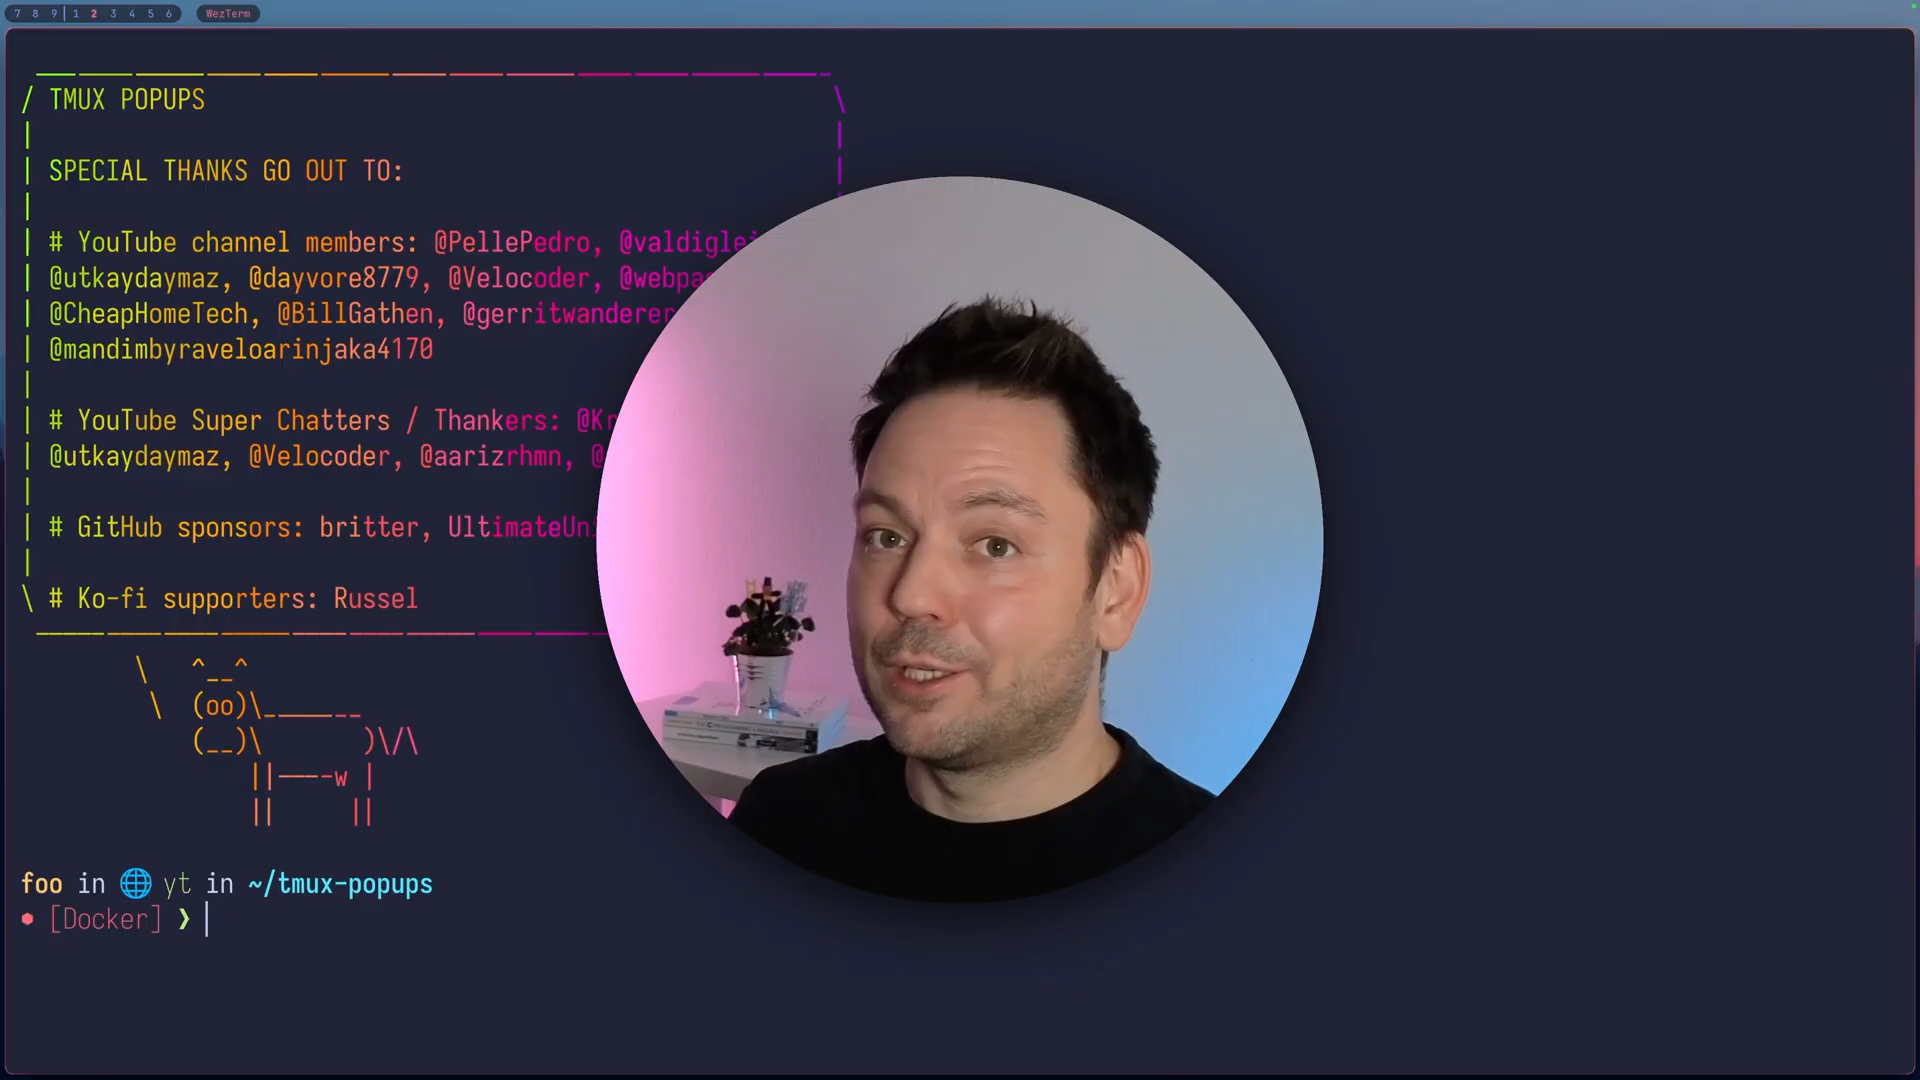 7 8 9 1 2 3 4 5 6 WezTerm
TMUX POPUPS
SPECIAL THANKS GO OUT TO:
# YouTube channel members: @PellePedro,
@utkaydaymaz, @dayvore8779, @Velocoder,
@CheapHomeTech, @BillGathen, @gerritwanderer
@mandimbyraveloarinjaka4170
# YouTube Super Chatters / Thankers:
@utkaydaymaz, @Velocoder, @aarizrhmn,
# GitHub sponsors: britter,
# Ko-fi supporters: Russel
foo in 🌐 yt in ~/tmux-popups
[Docker] ❯